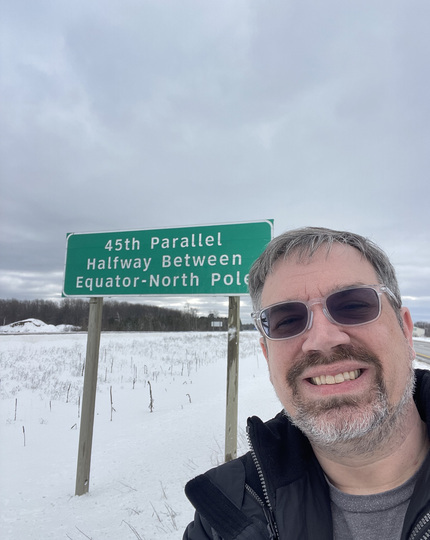 45th Parallel
Halfway Between
Equator-North Pole